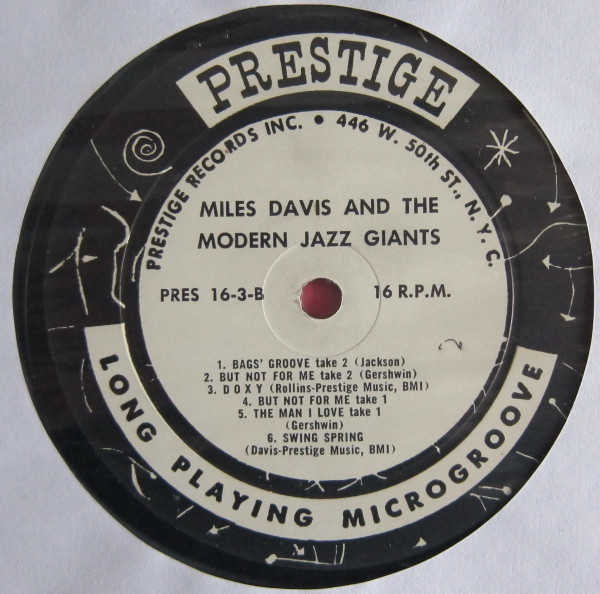 PRESTIGE
PRESTIGE RECORDS INC. • 446 W. 50th ST., N. Y. C.
MILES DAVIS AND THE
MODERN JAZZ GIANTS
PRES 16-3-B
16 R.P.M.
1. BAGS' GROOVE take 2 (Jackson)
2. BUT NOT FOR ME take 2 (Gershwin)
3. D O X Y (Rollins-Prestige Music, BMI)
4. BUT NOT FOR ME take 1
5. THE MAN I LOVE take 1
(Gershwin)
6. SWING SPRING
(Davis-Prestige Music, BMI)
LONG PLAYING MICROGROOVE